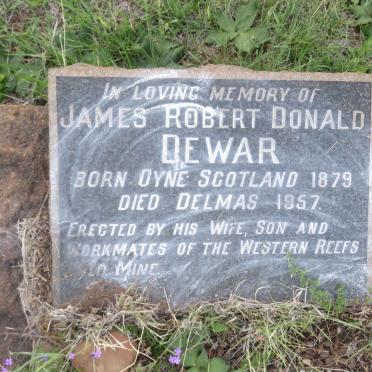 IN LOVING MEMORY OF
JAMES ROBERT DONALD
DEWAR
BORN DYNE SCOTLAND 1879
DIED DELMAS 1957
ERECTED BY HIS WIFE, SON AND
WORKMATES OF THE WESTERN REEFS
MINE.